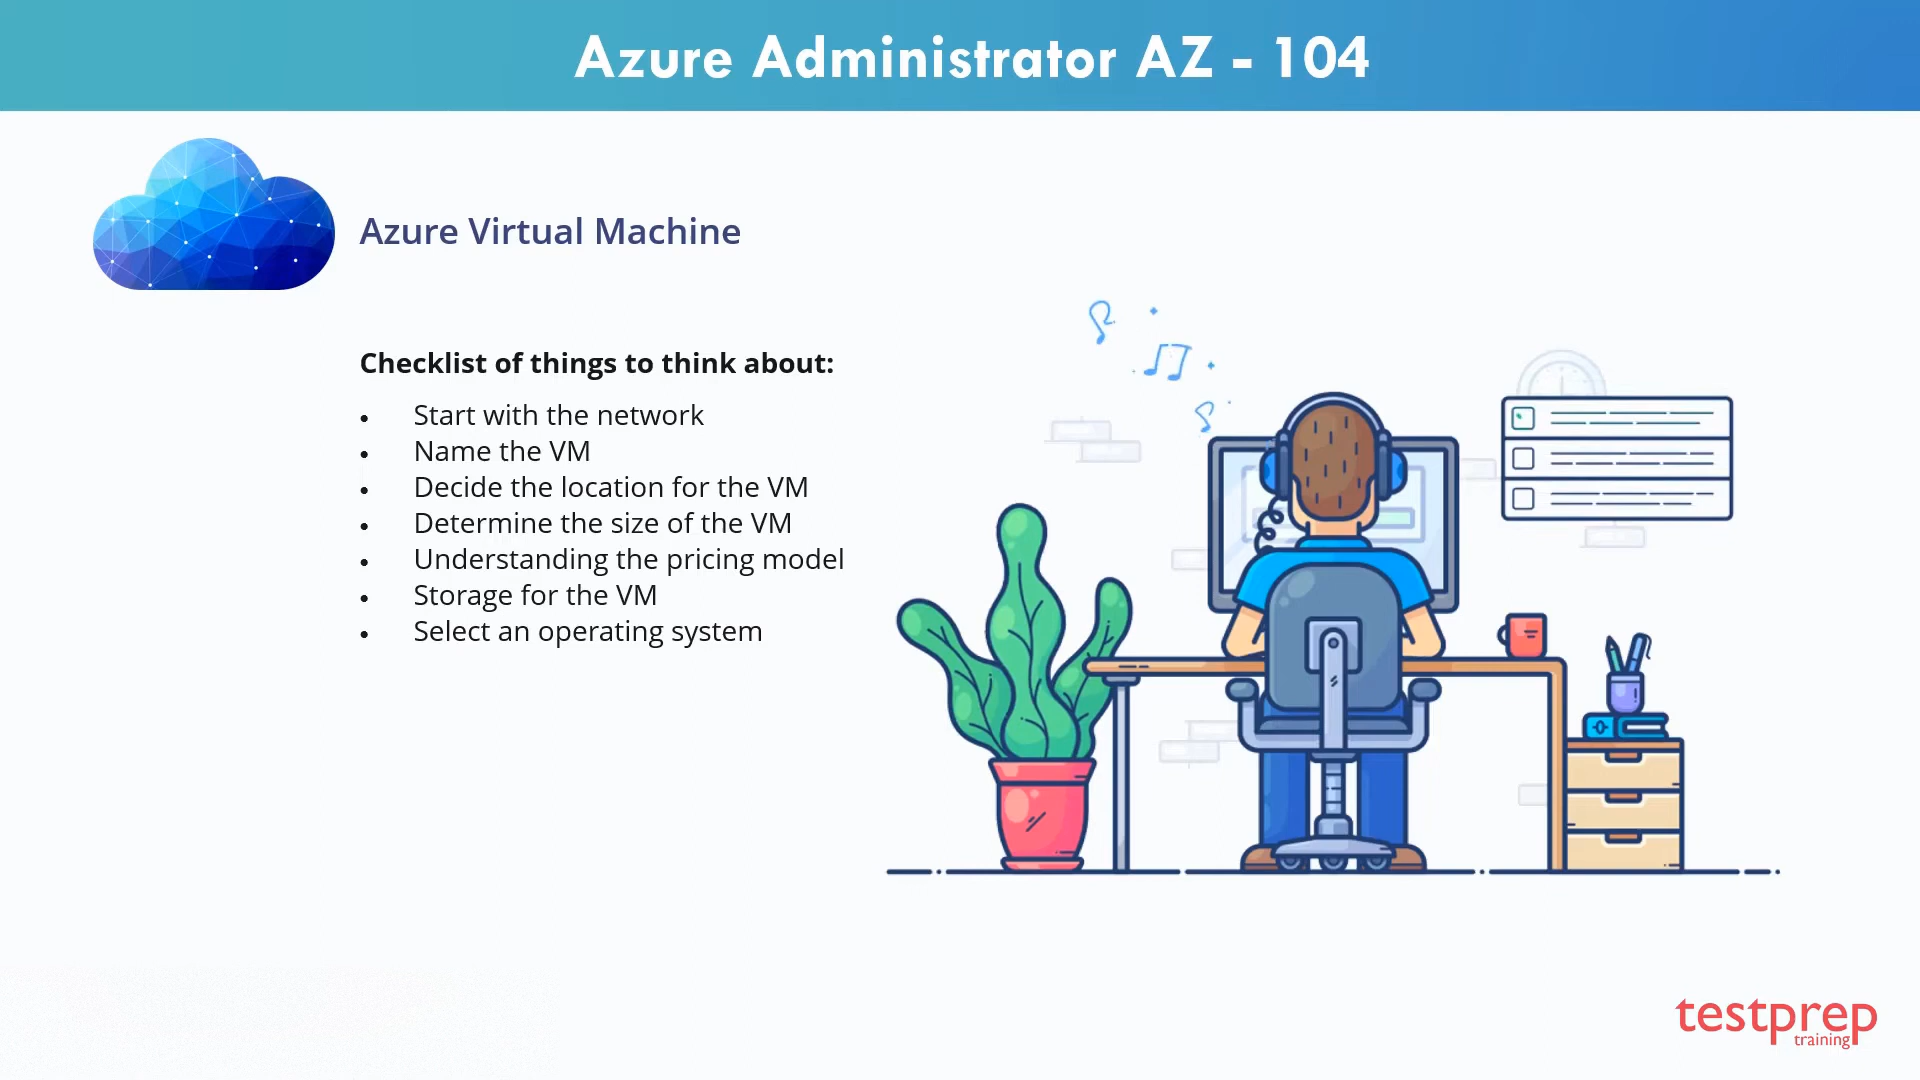 Azure Administrator AZ - 104
Azure Virtual Machine
Checklist of things to think about:
• Start with the network
• Name the VM
• Decide the location for the VM
• Determine the size of the VM
• Understanding the pricing model
• Storage for the VM
• Select an operating system
testprep
training